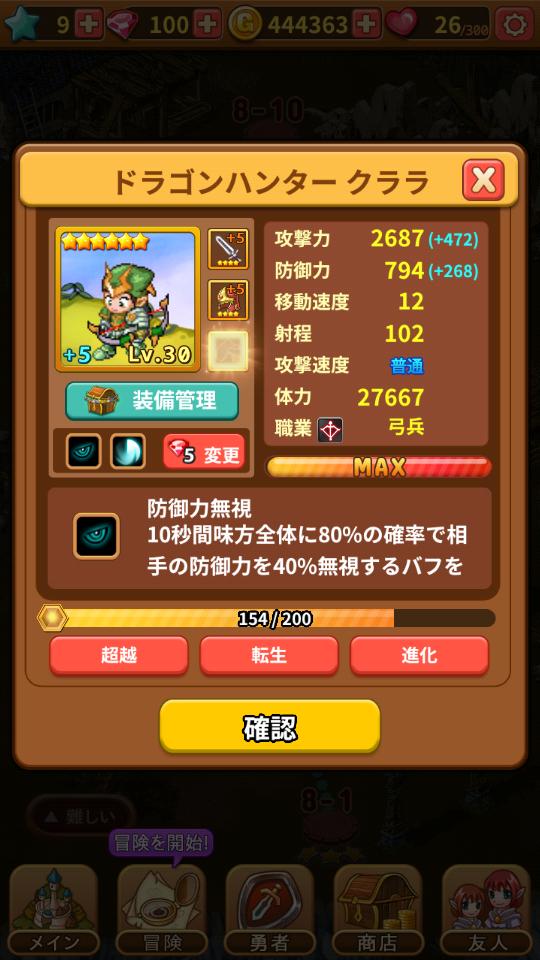 9
100
G 444363
26/300
8-10
ドラゴンハンター クララ
+5
+5
+5 Lv.30
装備管理
5 変更
攻撃力 2687 (+472)
防御力 794 (+268)
移動速度 12
射程 102
攻撃速度 普通
体力 27667
職業 弓兵
MAX
防御力無視
10秒間味方全体に80%の確率で相
手の防御力を40%無視するバフを
154/200
超越 転生 進化
確認
8-1
▲ 難しい
冒険を開始!
メイン 冒険 勇者 商店 友人